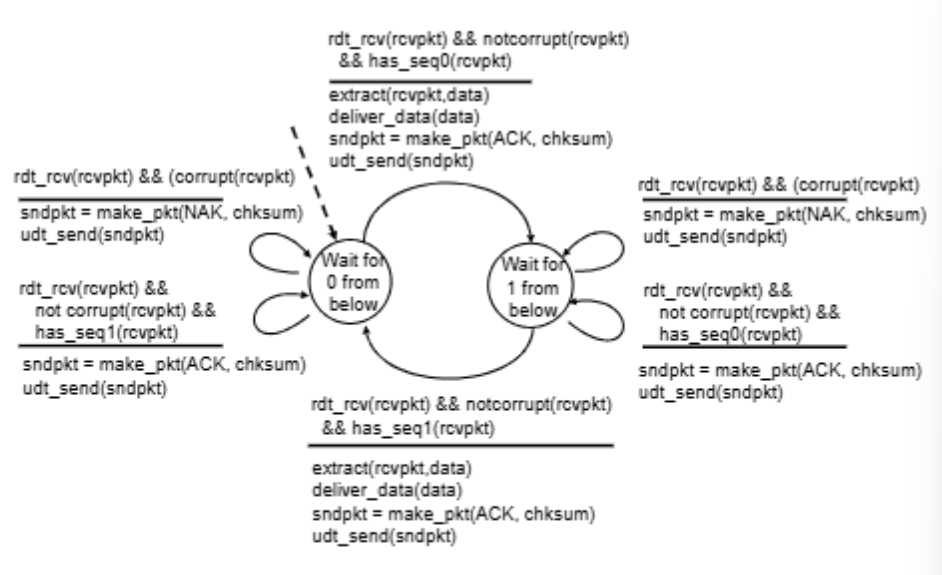 rdt_rcv(rcvpkt) && notcorrupt(rcvpkt)
&& has_seq0(rcvpkt)
extract(rcvpkt,data)
deliver_data(data)
sndpkt = make_pkt(ACK, chksum)
udt_send(sndpkt)
rdt_rcv(rcvpkt) && (corrupt(rcvpkt)
sndpkt = make_pkt(NAK, chksum)
udt_send(sndpkt)
rdt_rcv(rcvpkt) &&
not corrupt(rcvpkt) &&
has_seq1(rcvpkt)
sndpkt = make_pkt(ACK, chksum)
udt_send(sndpkt)
Wait for
0 from
below
Wait for
1 from
below
rdt_rcv(rcvpkt) && (corrupt(rcvpkt)
sndpkt = make_pkt(NAK, chksum)
udt_send(sndpkt)
rdt_rcv(rcvpkt) &&
not corrupt(rcvpkt) &&
has_seq0(rcvpkt)
sndpkt = make_pkt(ACK, chksum)
udt_send(sndpkt)
rdt_rcv(rcvpkt) && notcorrupt(rcvpkt)
&& has_seq1(rcvpkt)
extract(rcvpkt,data)
deliver_data(data)
sndpkt = make_pkt(ACK, chksum)
udt_send(sndpkt)